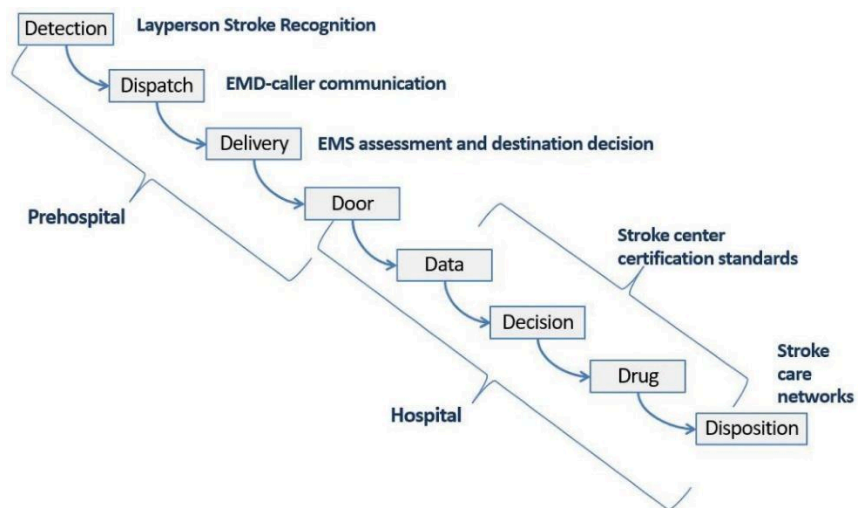 Detection
Layperson Stroke Recognition
Dispatch
EMD-caller communication
Delivery
EMS assessment and destination decision
Door
Prehospital
Data
Stroke center
certification standards
Decision
Drug
Stroke
care
networks
Hospital
Disposition